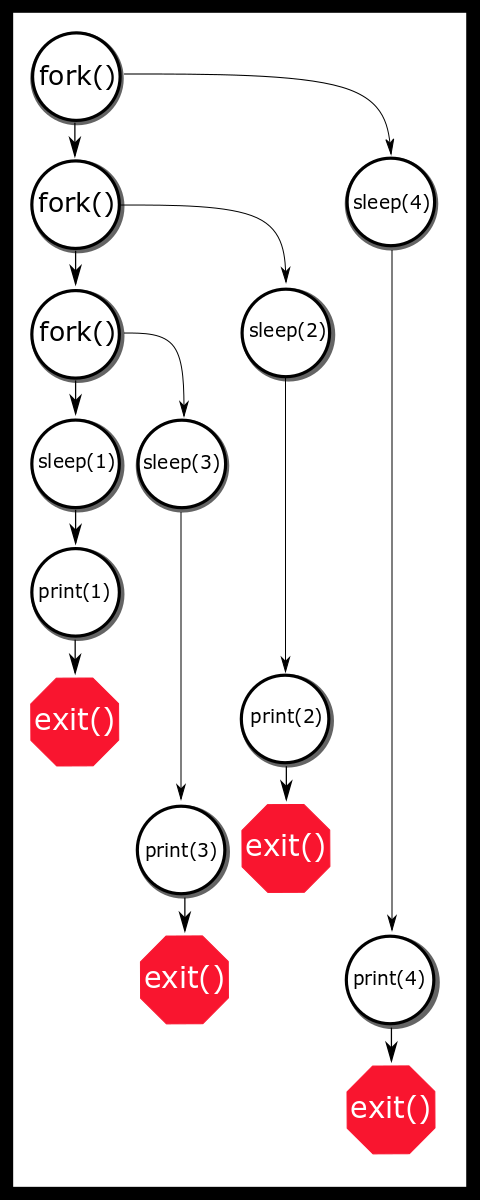 fork()
fork()
sleep(4)
fork()
sleep(2)
sleep(1)
sleep(3)
print(1)
exit()
print(2)
print(3)
exit()
exit()
print(4)
exit()